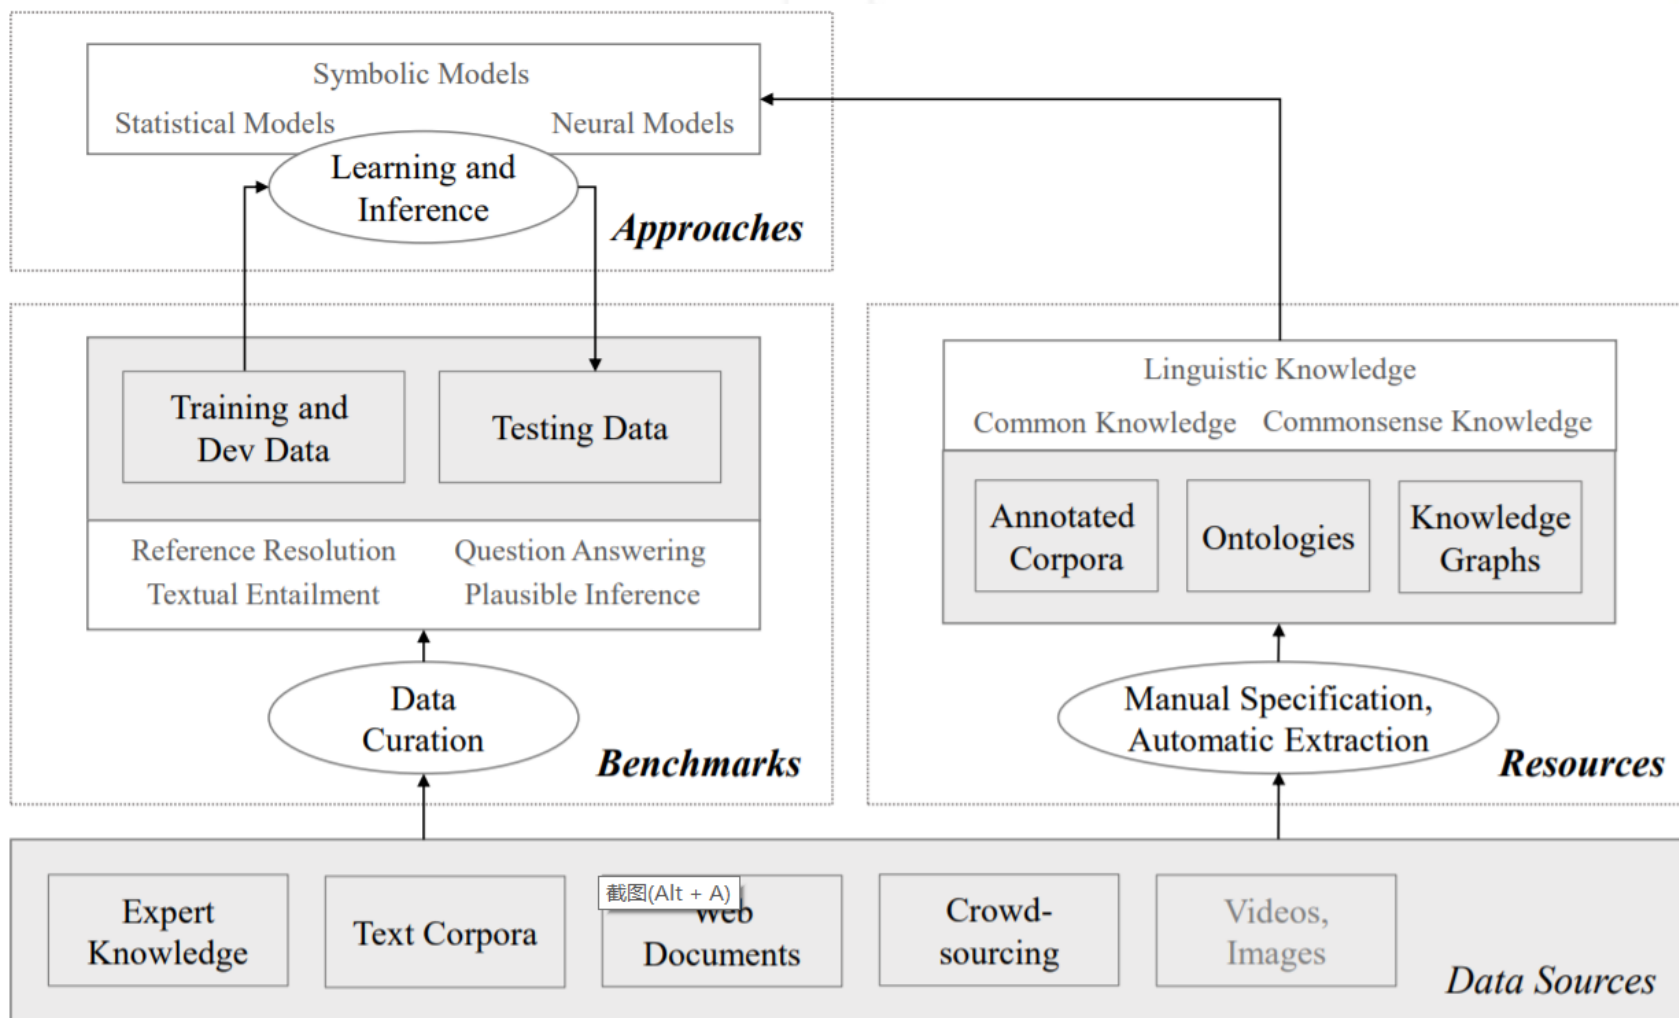 Symbolic Models
Statistical Models
Neural Models
Learning and
Inference
Approaches
Training and
Dev Data
Testing Data
Reference Resolution
Question Answering
Textual Entailment
Plausible Inference
Data
Curation
Benchmarks
Linguistic Knowledge
Common Knowledge
Commonsense Knowledge
Annotated
Corpora
Ontologies
Knowledge
Graphs
Manual Specification,
Automatic Extraction
Resources
Expert
Knowledge
Text Corpora
截图(Alt + A)
Web
Documents
Crowd-
sourcing
Videos,
Images
Data Sources